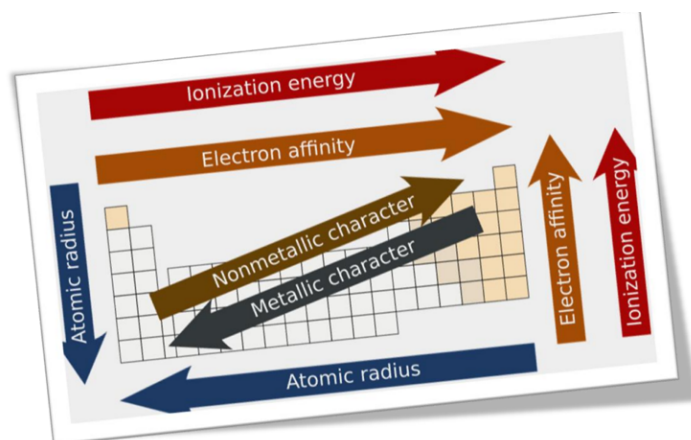 Ionization energy
Electron affinity
Atomic radius
Nonmetallic character
Metallic character
Electron affinity
Ionization energy
Atomic radius